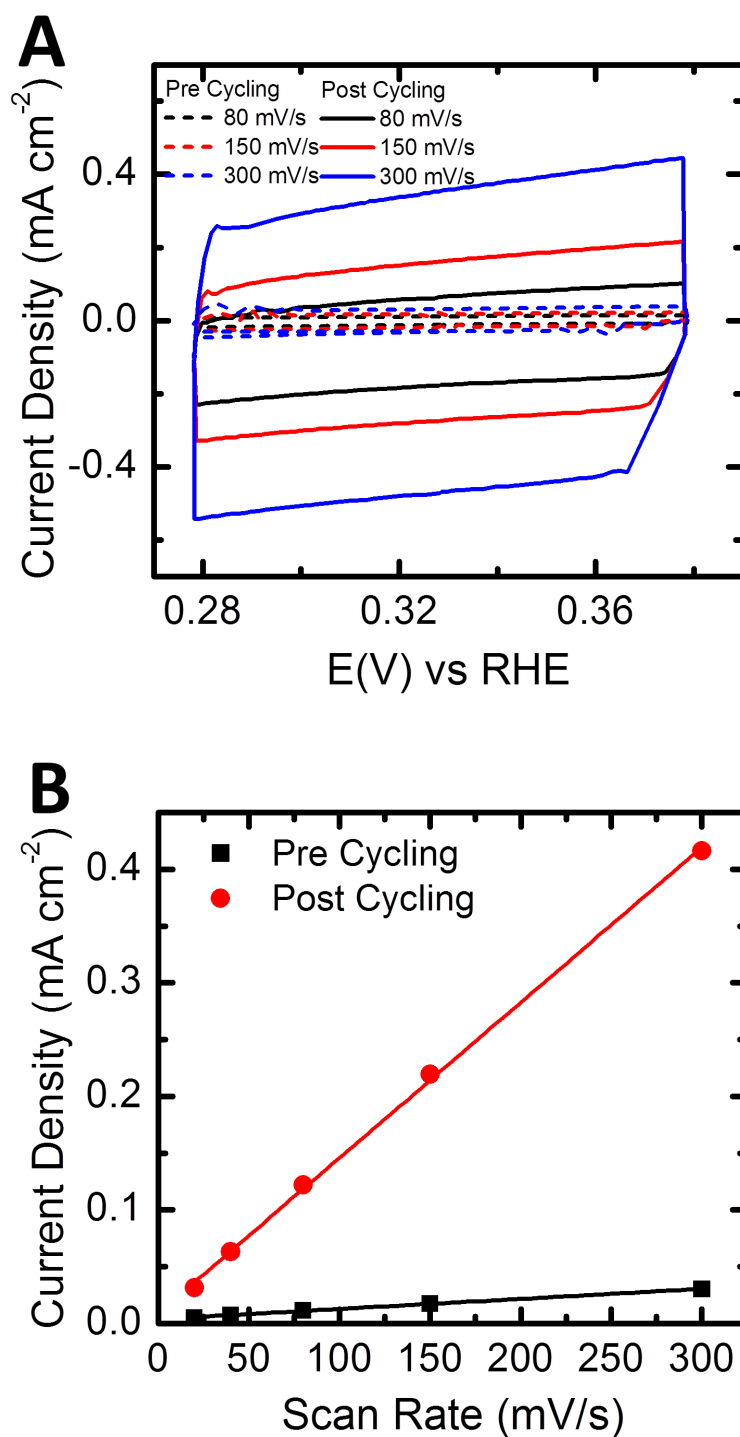 A
Pre Cycling Post Cycling
80 mV/s 80 mV/s
150 mV/s 150 mV/s
300 mV/s 300 mV/s
0.4
0.0
-0.4
Current Density (mA cm-2)
0.28 0.32 0.36
E(V) vs RHE
B
Pre Cycling
Post Cycling
0.4
0.3
0.2
0.1
0.0
Current Density (mA cm-2)
0 50 100 150 200 250 300
Scan Rate (mV/s)